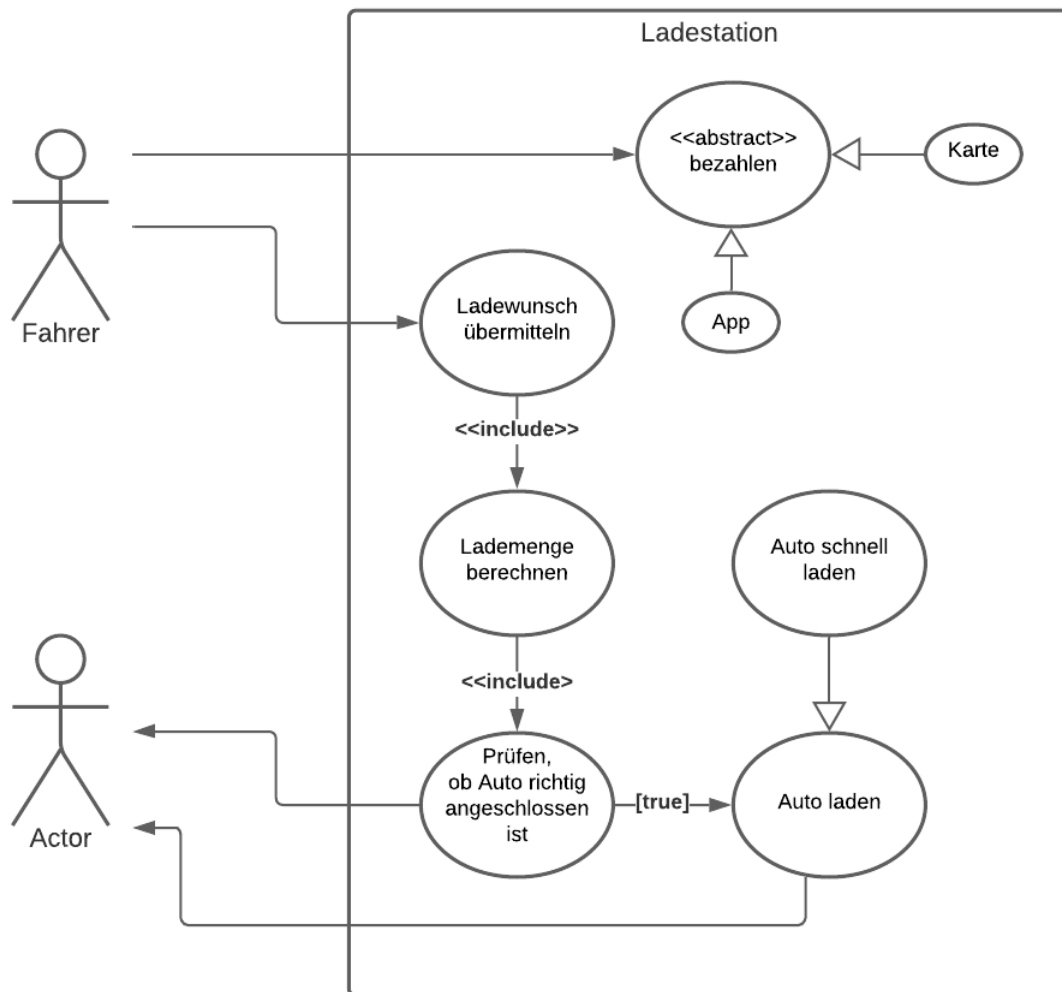 Ladestation
<<abstract>>
bezahlen
Karte
App
Fahrer
Ladewunsch
übermitteln
<<include>>
Lademenge
berechnen
Auto schnell
laden
<<include>
Prüfen,
ob Auto richtig
angeschlossen
ist
[true]
Auto laden
Actor